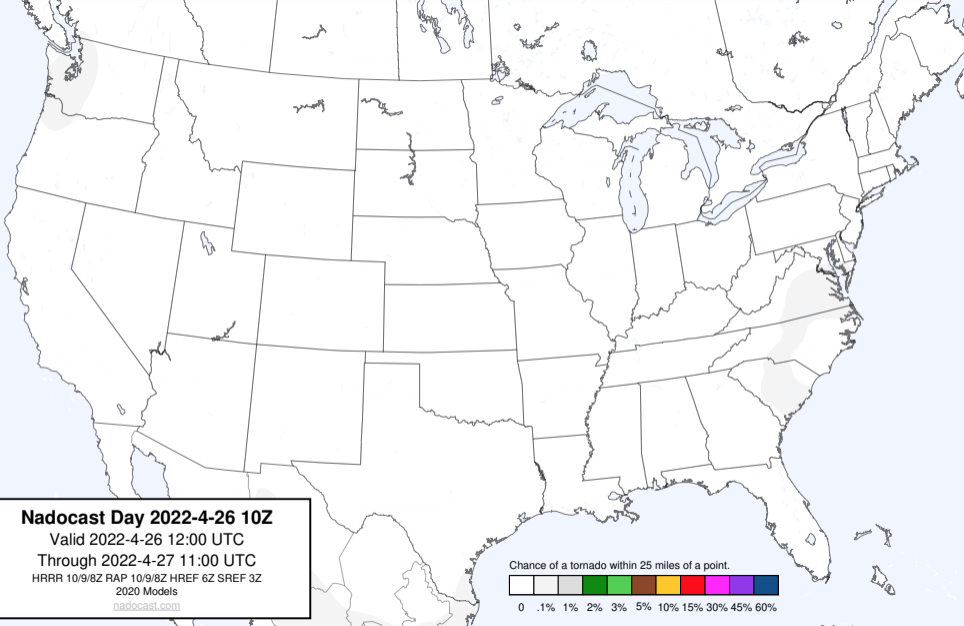 Nadocast Day 2022-4-26 10Z
Valid 2022-4-26 12:00 UTC
Through 2022-4-27 11:00 UTC
HRRR 10/9/8Z RAP 10/9/8Z HREF 6Z SREF 3Z
2020 Models
nadocast.com
Chance of a tornado within 25 miles of a point.
0 .1% 1% 2% 3% 5% 10% 15% 30% 45% 60%